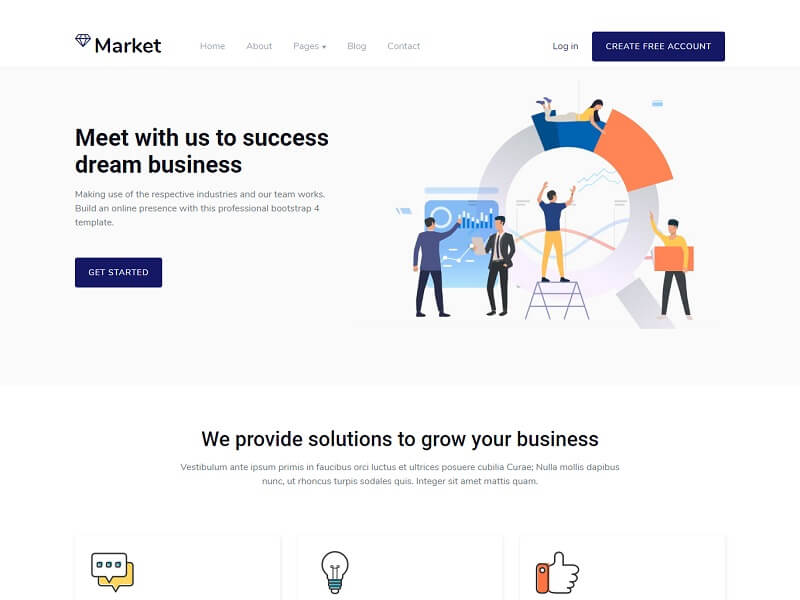 Market
Home About Pages Blog Contact
Log in CREATE FREE ACCOUNT
Meet with us to success
dream business
Making use of the respective industries and our team works.
Build an online presence with this professional bootstrap 4
template.
GET STARTED
We provide solutions to grow your business
Vestibulum ante ipsum primis in faucibus orci luctus et ultrices posuere cubilia Curae; Nulla mollis dapibus
nunc, ut rhoncus turpis sodales quis. Integer sit amet mattis quam.